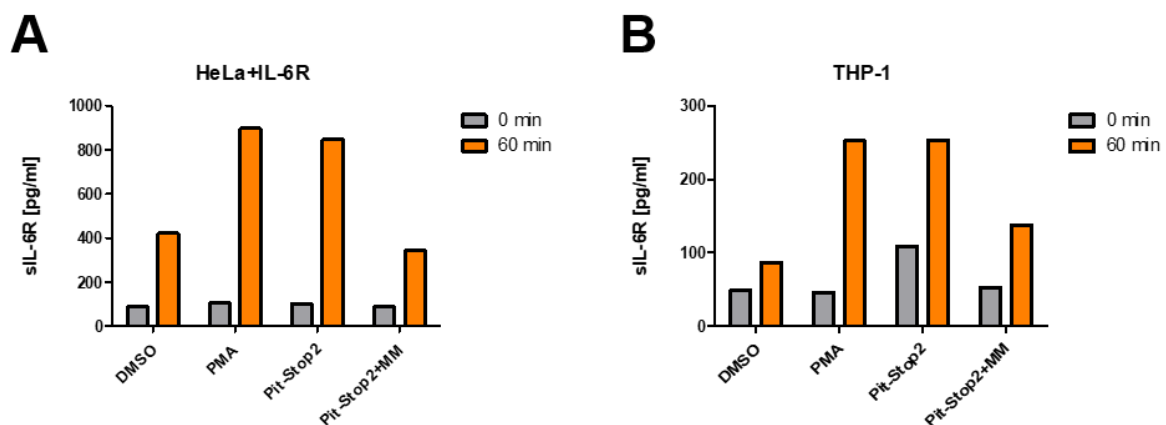 A
HeLa+IL-6R
sIL-6R [pg/ml]
1000
800
600
400
200
0
DMSO
PMA
Pit-Stop2
Pit-Stop2+MM
0 min
60 min
B
THP-1
sIL-6R [pg/ml]
300
200
100
0
DMSO
PMA
Pit-Stop2
Pit-Stop2+MM
0 min
60 min